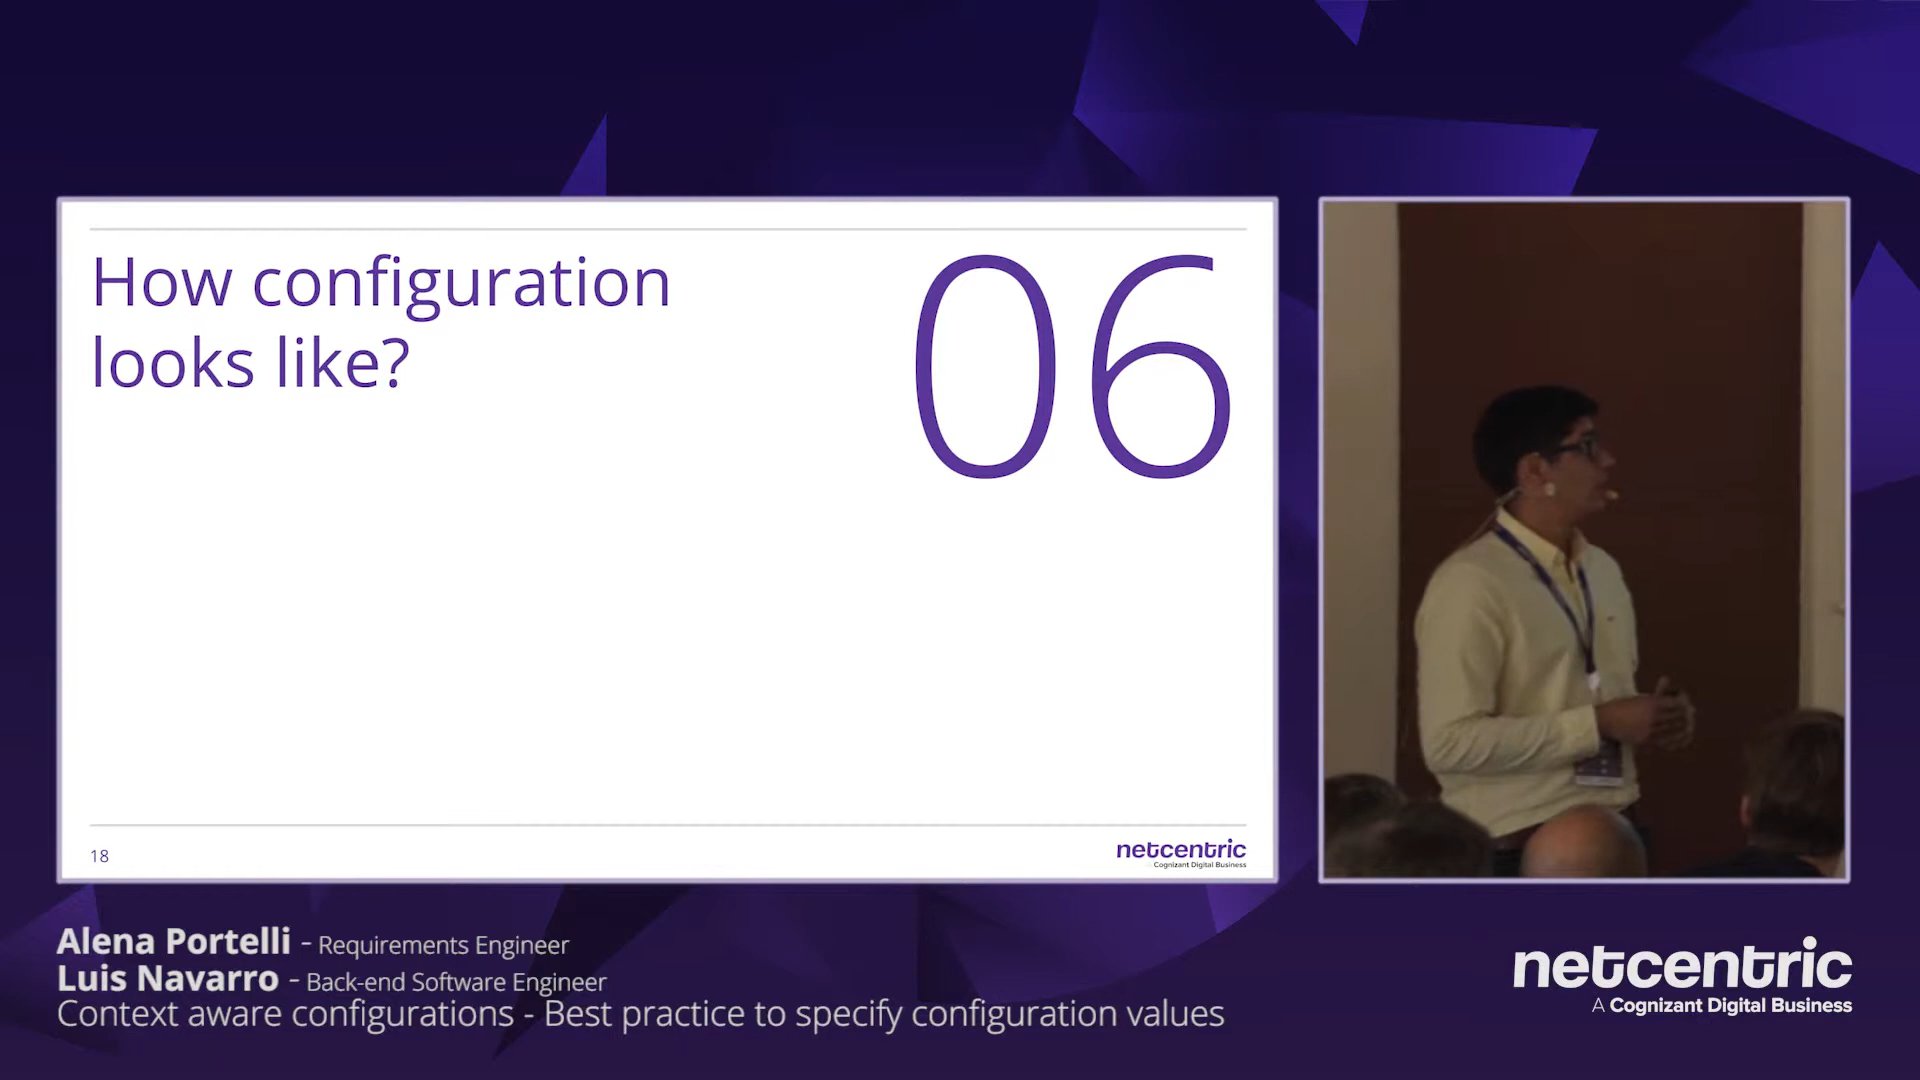 How configuration
looks like?
06
18
netcentric
Cognizant Digital Business
Alena Portelli - Requirements Engineer
Luis Navarro - Back-end Software Engineer
Context aware configurations - Best practice to specify configuration values
netcentric
A Cognizant Digital Business